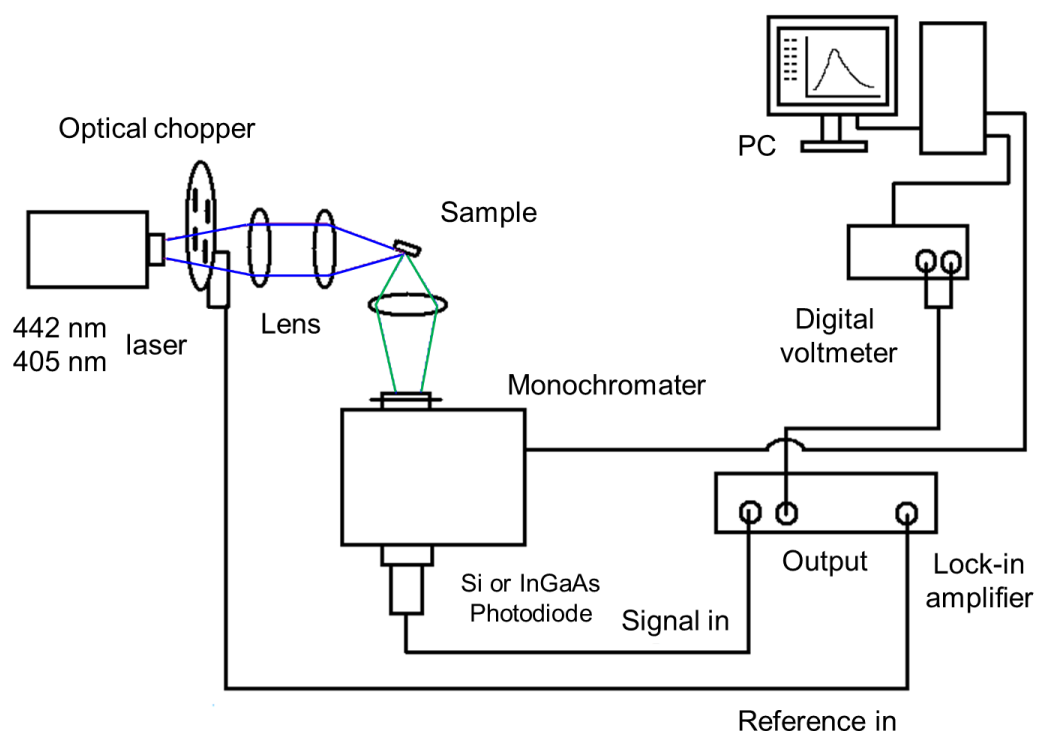 Optical chopper
PC
Sample
442 nm
405 nm
laser
Lens
Digital
voltmeter
Monochromater
Si or InGaAs
Photodiode
Signal in
Output
Lock-in
amplifier
Reference in